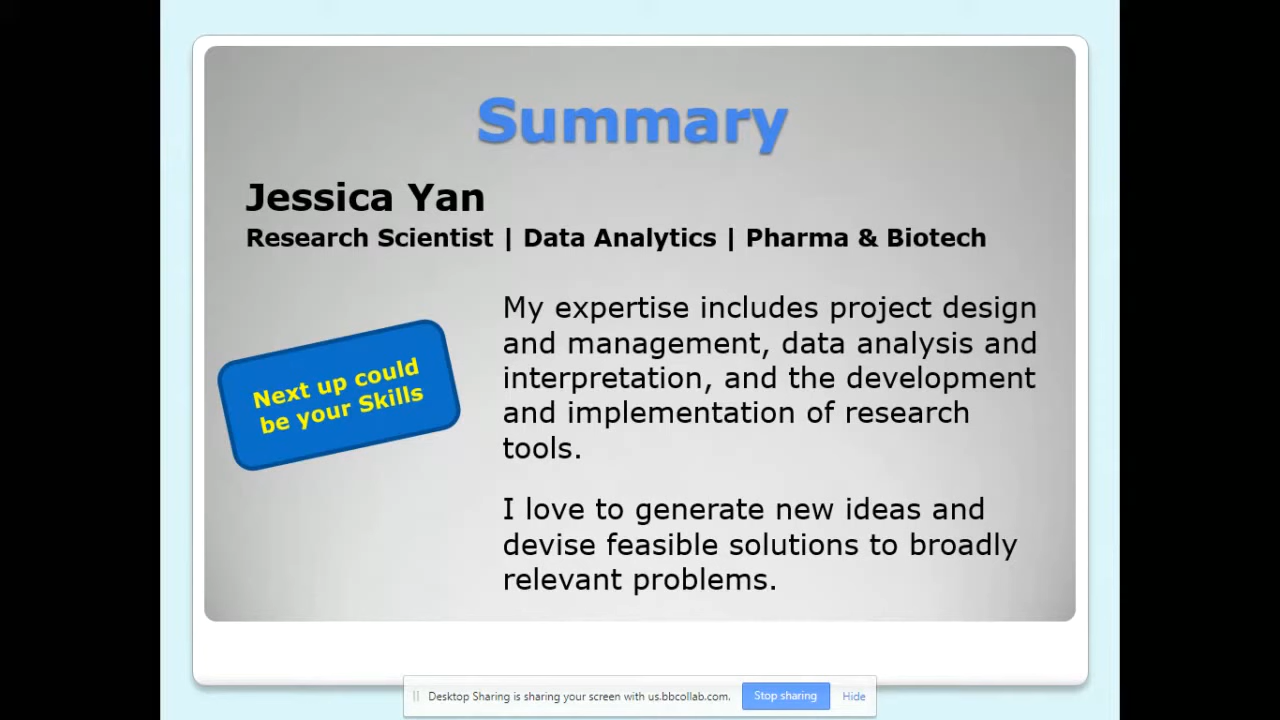 Summary
Jessica Yan
Research Scientist | Data Analytics | Pharma & Biotech
Next up could
be your Skills
My expertise includes project design
and management, data analysis and
interpretation, and the development
and implementation of research
tools.
I love to generate new ideas and
devise feasible solutions to broadly
relevant problems.
Desktop Sharing is sharing your screen with us.bbcollab.com. Stop sharing Hide